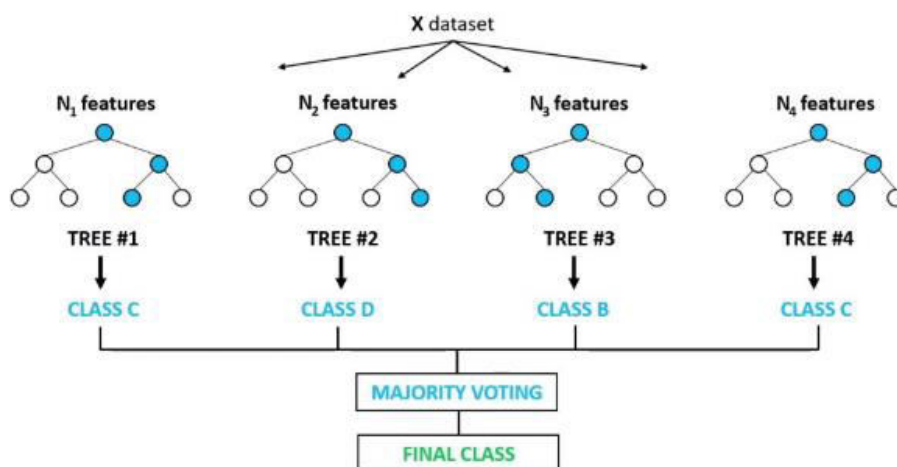 X dataset
N₁ features
N₂ features
N₃ features
N₄ features
TREE #1
TREE #2
TREE #3
TREE #4
CLASS C
CLASS D
CLASS B
CLASS C
MAJORITY VOTING
FINAL CLASS